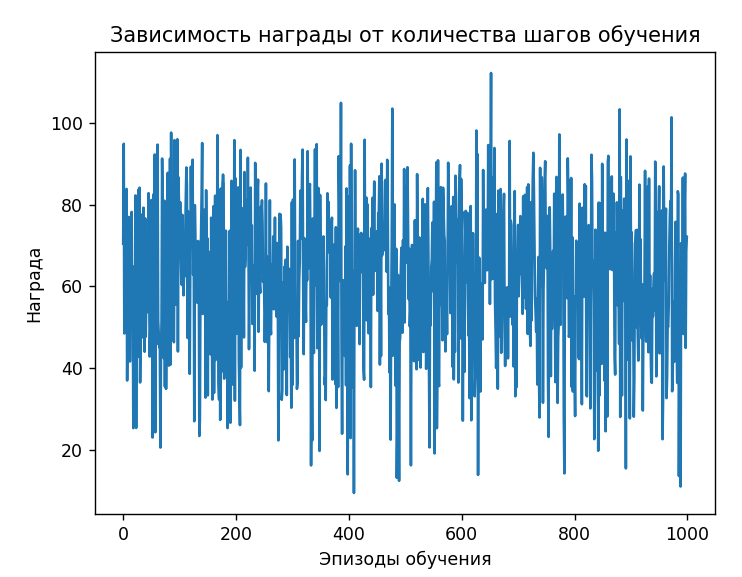 Зависимость награды от количества шагов обучения
100
80
60
40
20
Награда
0 200 400 600 800 1000
Эпизоды обучения